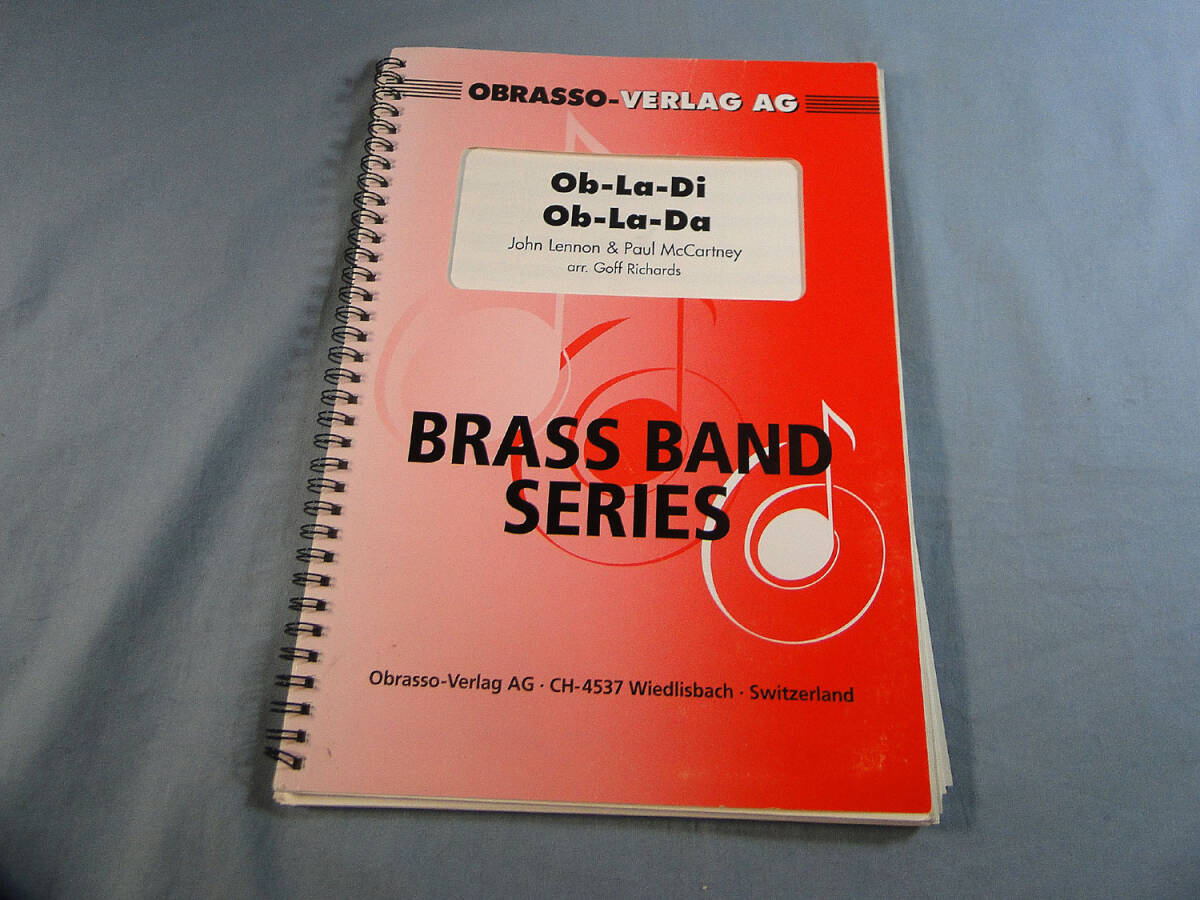 OBRASSO-VERLAG AG
Ob-La-Di
Ob-La-Da
John Lennon & Paul McCartney
arr. Goff Richards
BRASS BAND
SERIES
Obrasso-Verlag AG · CH-4537 Wiedlisbach · Switzerland